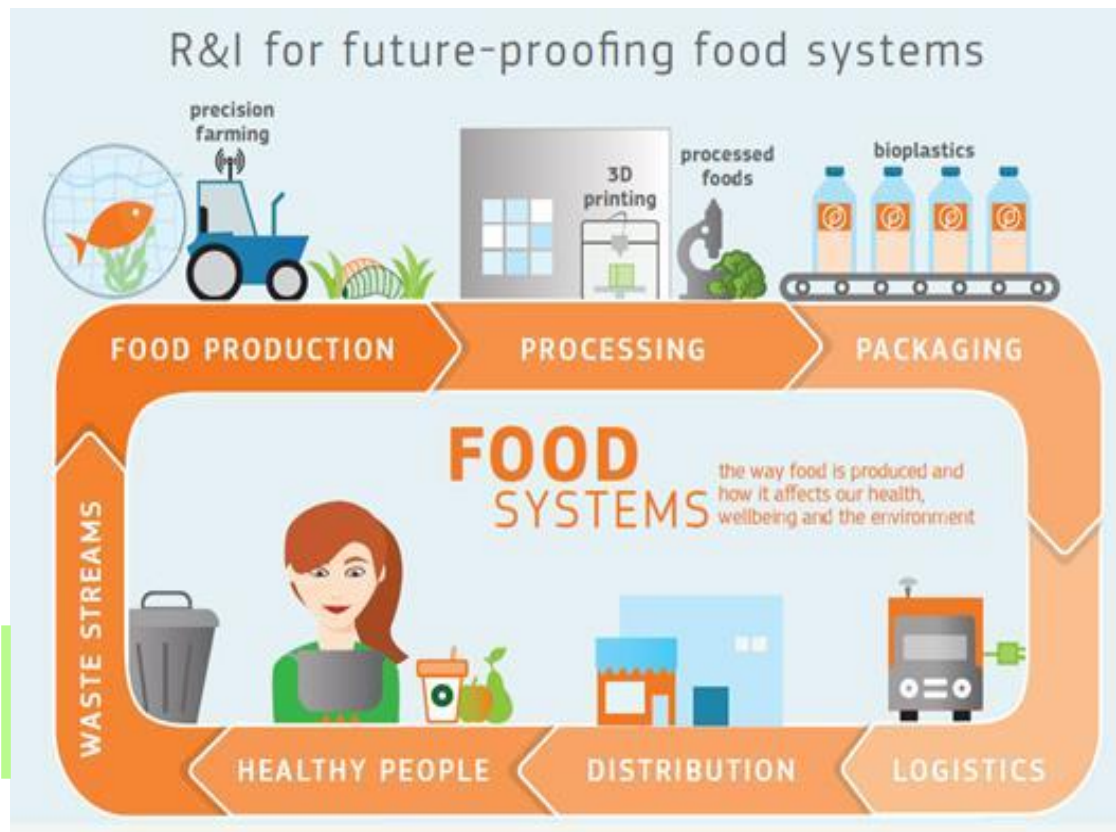 R&I for future-proofing food systems
precision
farming
3D
printing
processed
foods
bioplastics
FOOD PRODUCTION
PROCESSING
PACKAGING
FOOD
SYSTEMS
the way food is produced and
how it affects our health,
wellbeing and the environment
WASTE STREAMS
HEALTHY PEOPLE
DISTRIBUTION
LOGISTICS